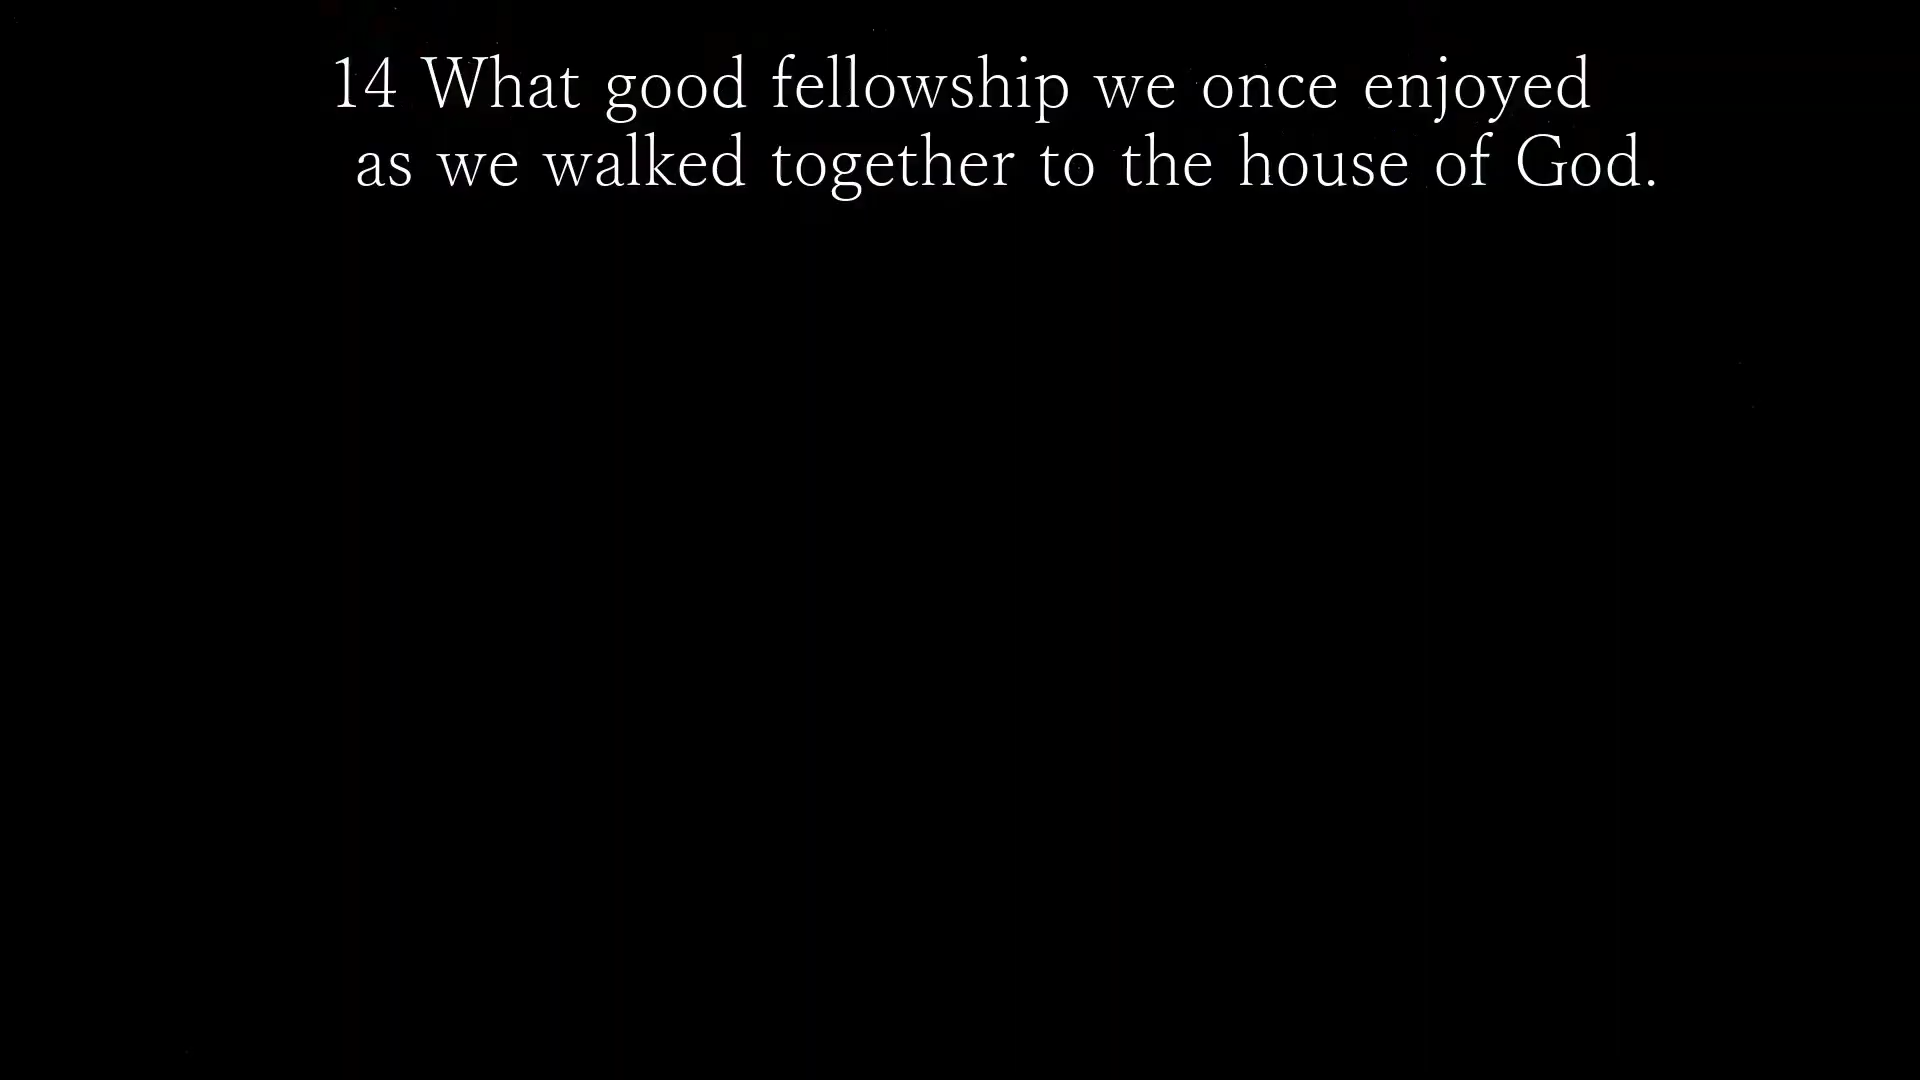 14 What good fellowship we once enjoyed
as we walked together to the house of God.